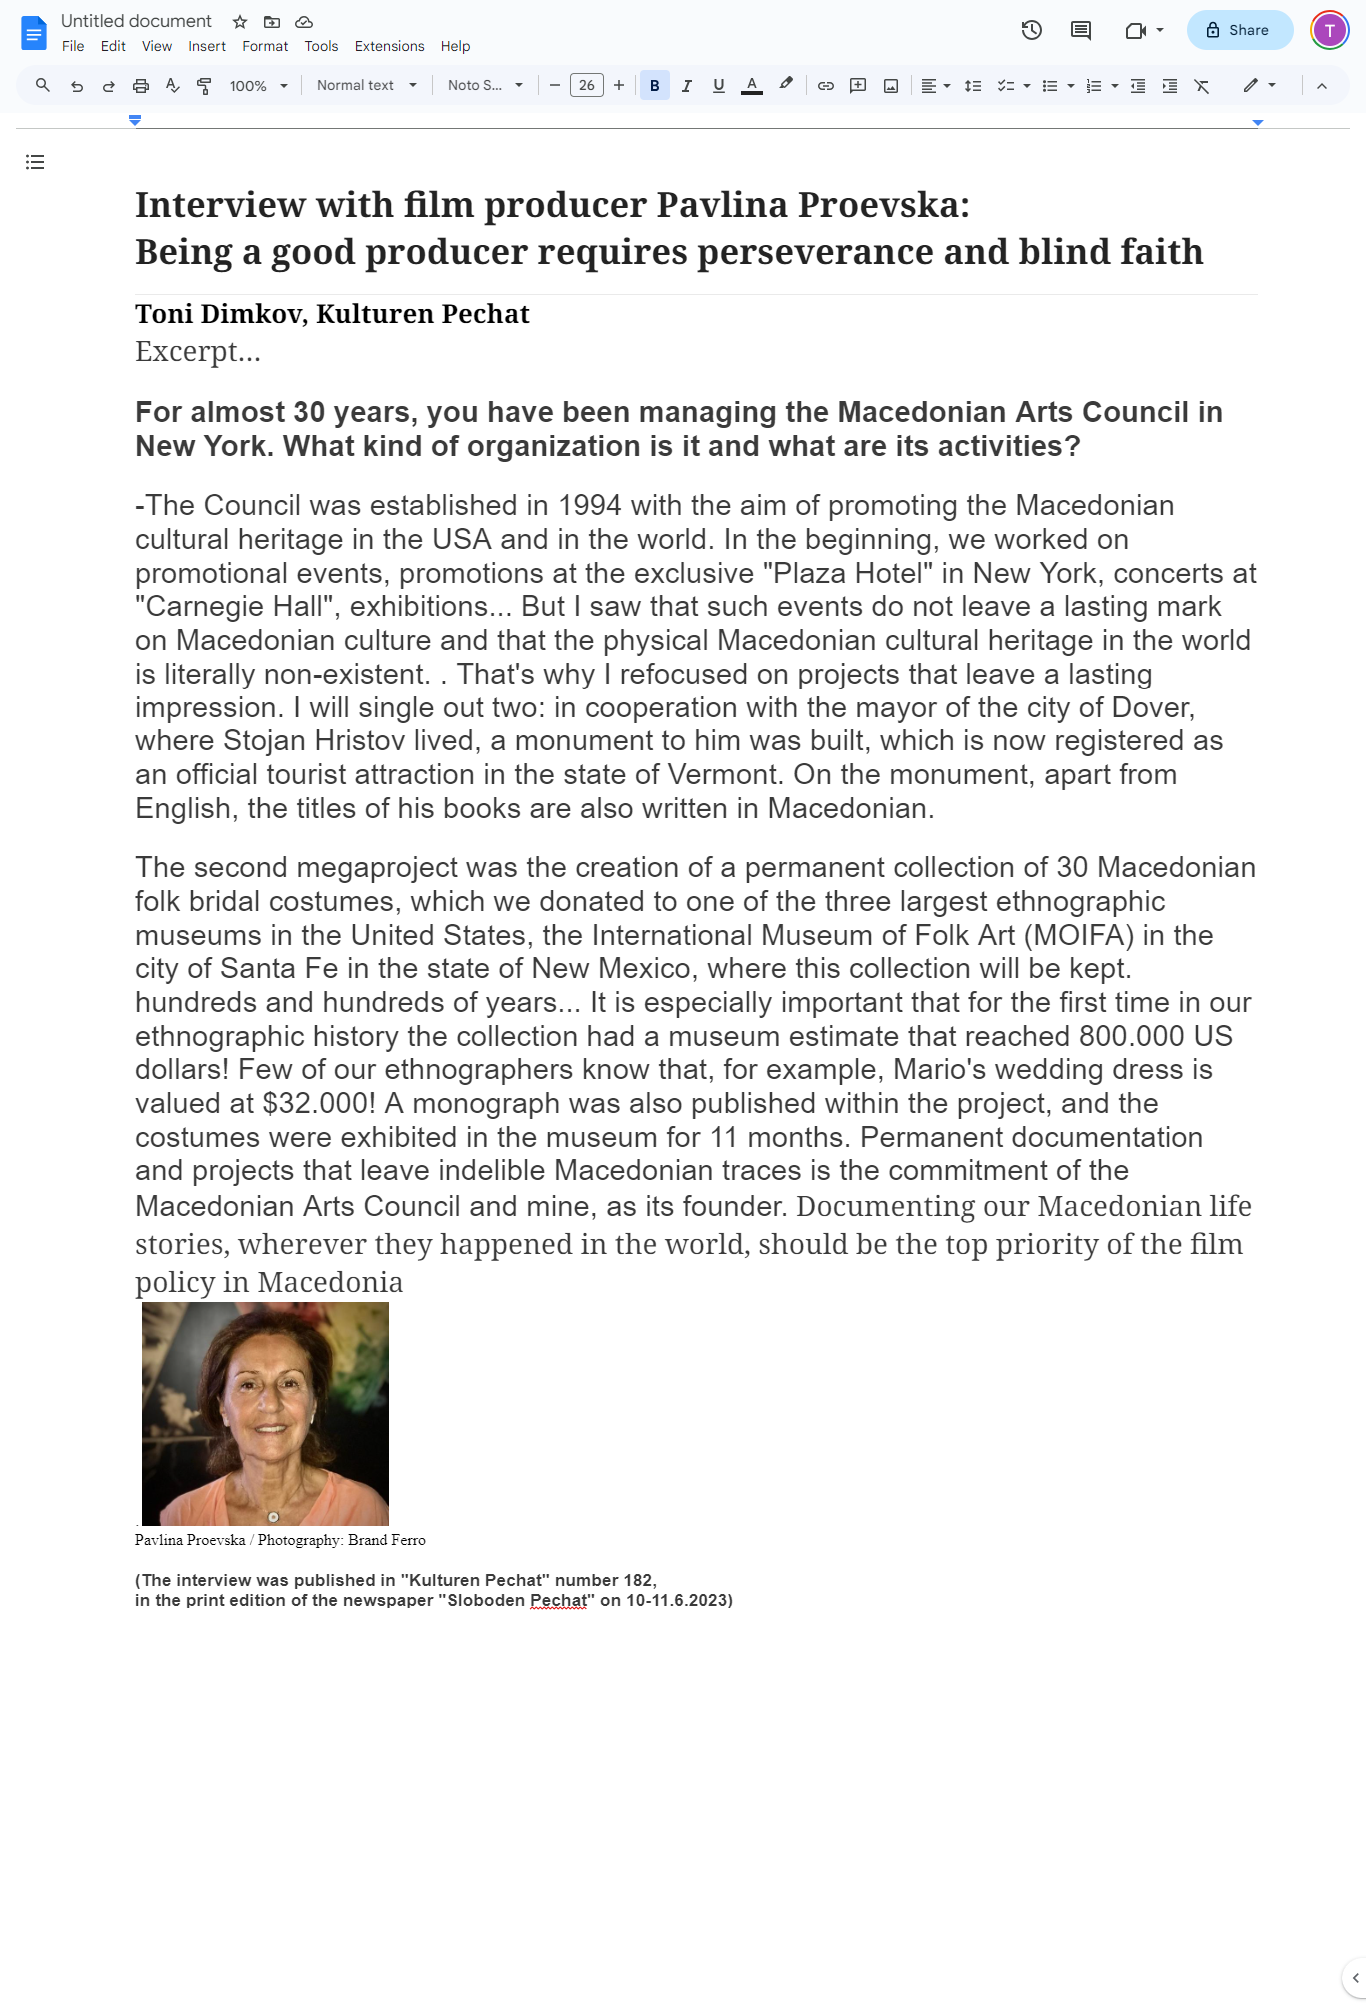 Untitled document
File Edit View Insert Format Tools Extensions Help
Share
T
100% Normal text Noto S... 26 B I U A
Interview with film producer Pavlina Proevska:
Being a good producer requires perseverance and blind faith
Toni Dimkov, Kulturen Pechat
Excerpt...
For almost 30 years, you have been managing the Macedonian Arts Council in
New York. What kind of organization is it and what are its activities?
-The Council was established in 1994 with the aim of promoting the Macedonian
cultural heritage in the USA and in the world. In the beginning, we worked on
promotional events, promotions at the exclusive "Plaza Hotel" in New York, concerts at
"Carnegie Hall", exhibitions... But I saw that such events do not leave a lasting mark
on Macedonian culture and that the physical Macedonian cultural heritage in the world
is literally non-existent. . That's why I refocused on projects that leave a lasting
impression. I will single out two: in cooperation with the mayor of the city of Dover,
where Stojan Hristov lived, a monument to him was built, which is now registered as
an official tourist attraction in the state of Vermont. On the monument, apart from
English, the titles of his books are also written in Macedonian.
The second megaproject was the creation of a permanent collection of 30 Macedonian
folk bridal costumes, which we donated to one of the three largest ethnographic
museums in the United States, the International Museum of Folk Art (MOIFA) in the
city of Santa Fe in the state of New Mexico, where this collection will be kept.
hundreds and hundreds of years... It is especially important that for the first time in our
ethnographic history the collection had a museum estimate that reached 800.000 US
dollars! Few of our ethnographers know that, for example, Mario's wedding dress is
valued at $32.000! A monograph was also published within the project, and the
costumes were exhibited in the museum for 11 months. Permanent documentation
and projects that leave indelible Macedonian traces is the commitment of the
Macedonian Arts Council and mine, as its founder. Documenting our Macedonian life
stories, wherever they happened in the world, should be the top priority of the film
policy in Macedonia
Pavlina Proevska / Photography: Brand Ferro
(The interview was published in "Kulturen Pechat" number 182,
in the print edition of the newspaper "Sloboden Pechat" on 10-11.6.2023)